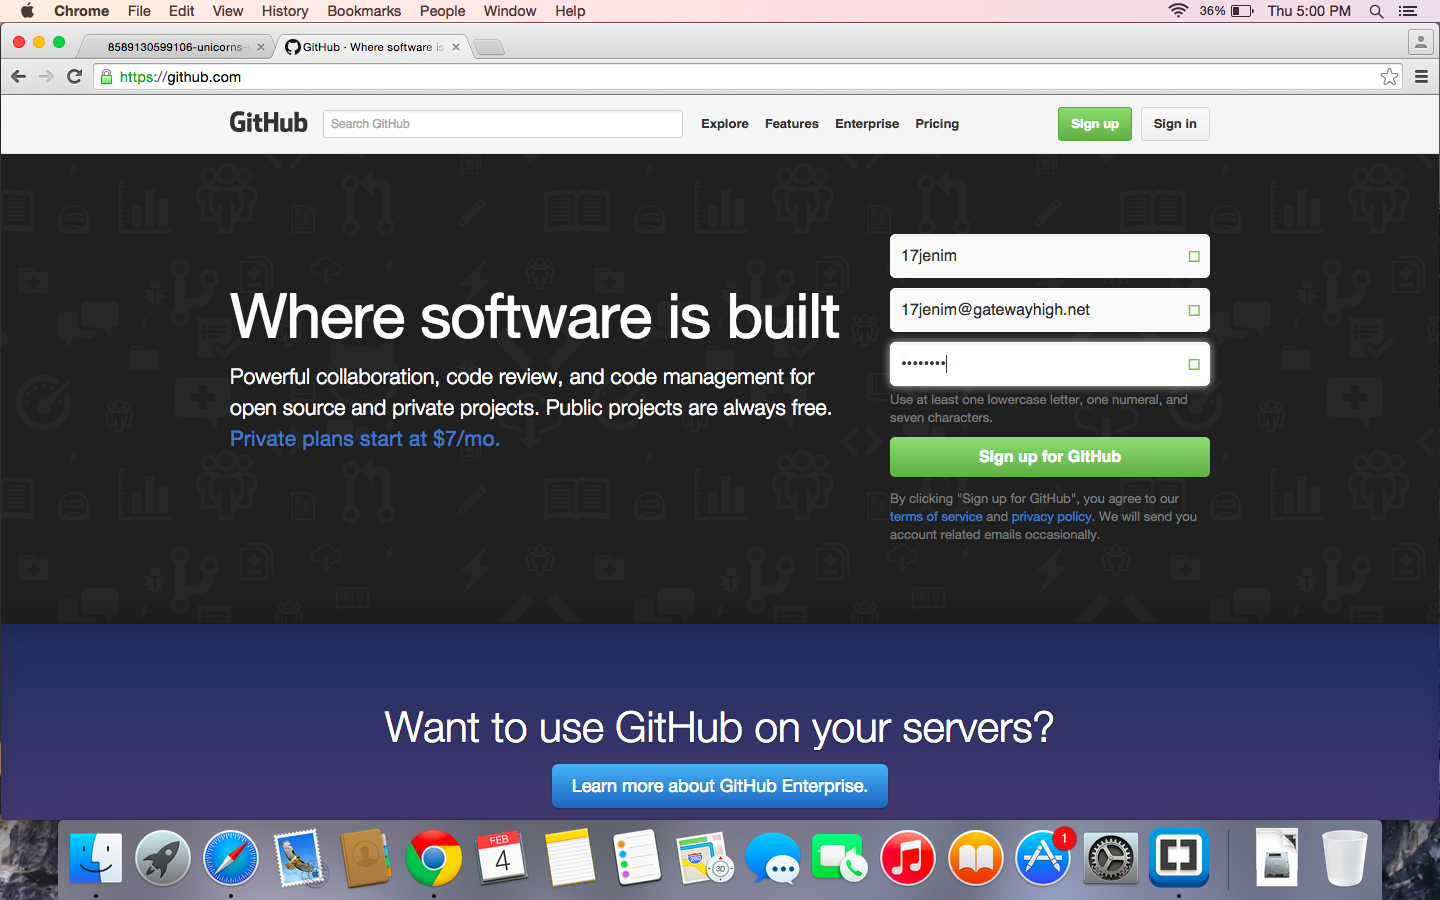 Chrome File Edit View History Bookmarks People Window Help 36% Thu 5:00 PM
8589130599106-unicorns- GitHub · Where software is
https://github.com
GitHub Search GitHub Explore Features Enterprise Pricing Sign up Sign in
17jenim
17jenim@gatewayhigh.net
••••••••
Use at least one lowercase letter, one numeral, and
seven characters.
Sign up for GitHub
By clicking "Sign up for GitHub", you agree to our
terms of service and privacy policy. We will send you
account related emails occasionally.
Where software is built
Powerful collaboration, code review, and code management for
open source and private projects. Public projects are always free.
Private plans start at $7/mo.
Want to use GitHub on your servers?
Learn more about GitHub Enterprise.
FEB
4
280
3D
1